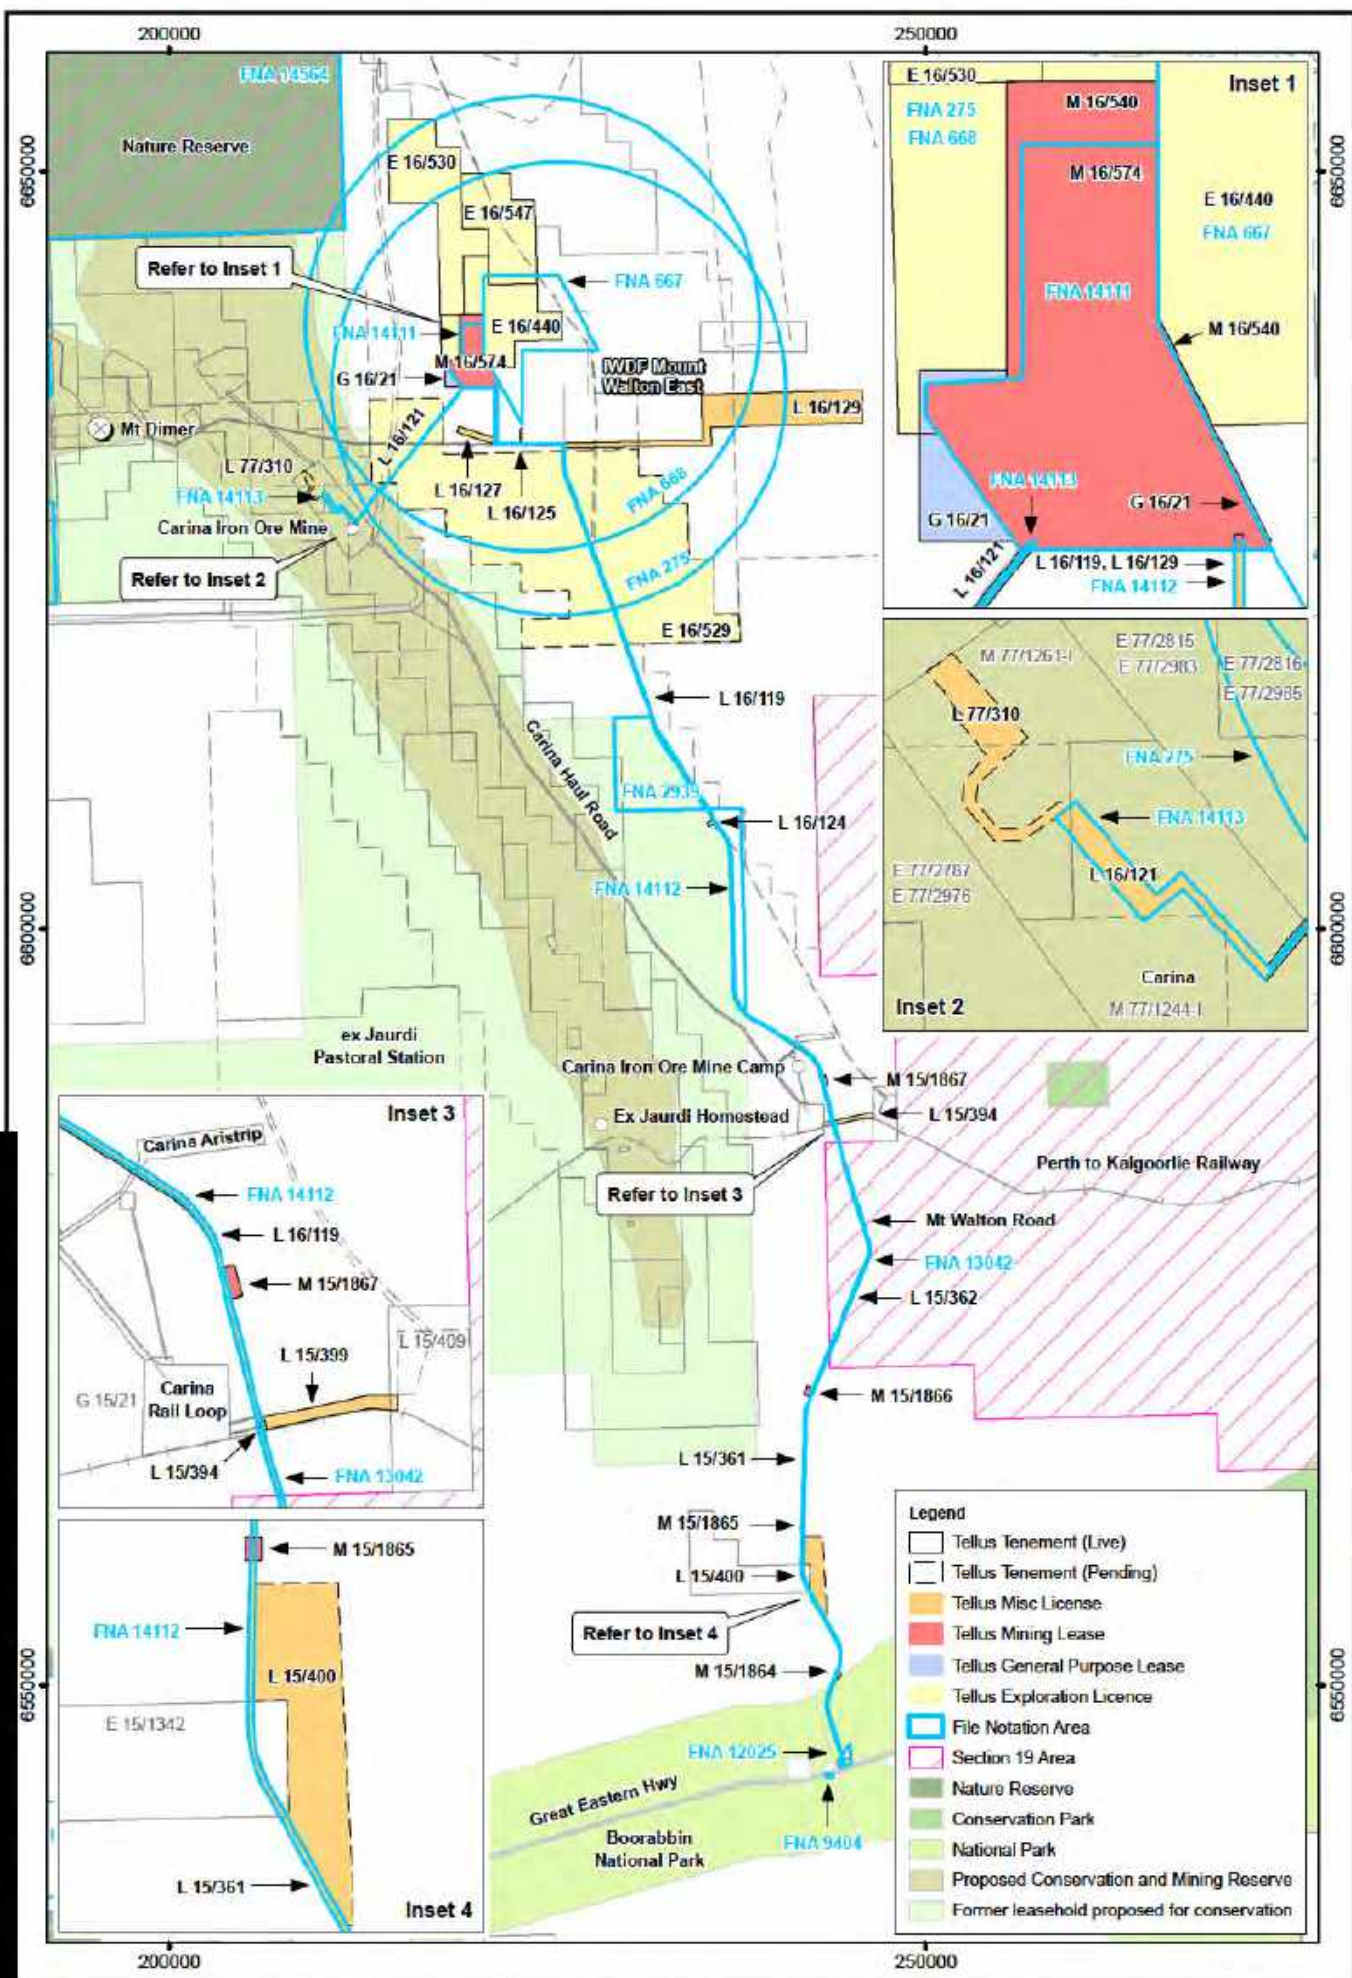 200000
250000
6650000
6650000
FNA 14564
Nature Reserve
E 16/530
E 16/547
Refer to Inset 1
FNA 667
FNA 14111
E 16/440
M 16/574
G 16/21
IWDF Mount
Walton East
L 16/129
Mt Dimer
L 16/121
L 77/310
FNA 14113
L 16/127
L 16/125
FNA 668
Carina Iron Ore Mine
Refer to Inset 2
FNA 275
E 16/529
L 16/119
Carina Haul Road
FNA 2939
L 16/124
FNA 14112
6600000
6600000
ex Jaurdi
Pastoral Station
Carina Iron Ore Mine Camp
M 15/1867
Ex Jaurdi Homestead
L 15/394
Perth to Kalgoorlie Railway
Refer to Inset 3
Mt Walton Road
FNA 13042
L 15/362
M 15/1866
L 15/361
M 15/1865
L 15/400
Refer to Inset 4
M 15/1864
6550000
6550000
FNA 12025
Great Eastern Hwy
Boorabbin
National Park
FNA 9404
Inset 1
E 16/530
M 16/540
FNA 275
FNA 668
M 16/574
E 16/440
FNA 667
FNA 14111
M 16/540
FNA 14113
G 16/21
G 16/21
L 16/121
L 16/119, L 16/129
FNA 14112
E 77/2815
M 77/1261-I
E 77/2983
E 77/2816
E 77/2985
L 77/310
FNA 275
FNA 14113
E 77/2787
E 77/2976
L 16/121
Carina
Inset 2
M 77/1244-I
Inset 3
Carina Aristrip
FNA 14112
L 16/119
M 15/1867
L 15/409
L 15/399
G 15/21
Carina
Rail Loop
L 15/394
FNA 13042
M 15/1865
FNA 14112
L 15/400
E 15/1342
L 15/361
Inset 4
Legend
Tellus Tenement (Live)
Tellus Tenement (Pending)
Tellus Misc License
Tellus Mining Lease
Tellus General Purpose Lease
Tellus Exploration Licence
File Notation Area
Section 19 Area
Nature Reserve
Conservation Park
National Park
Proposed Conservation and Mining Reserve
Former leasehold proposed for conservation
200000
250000